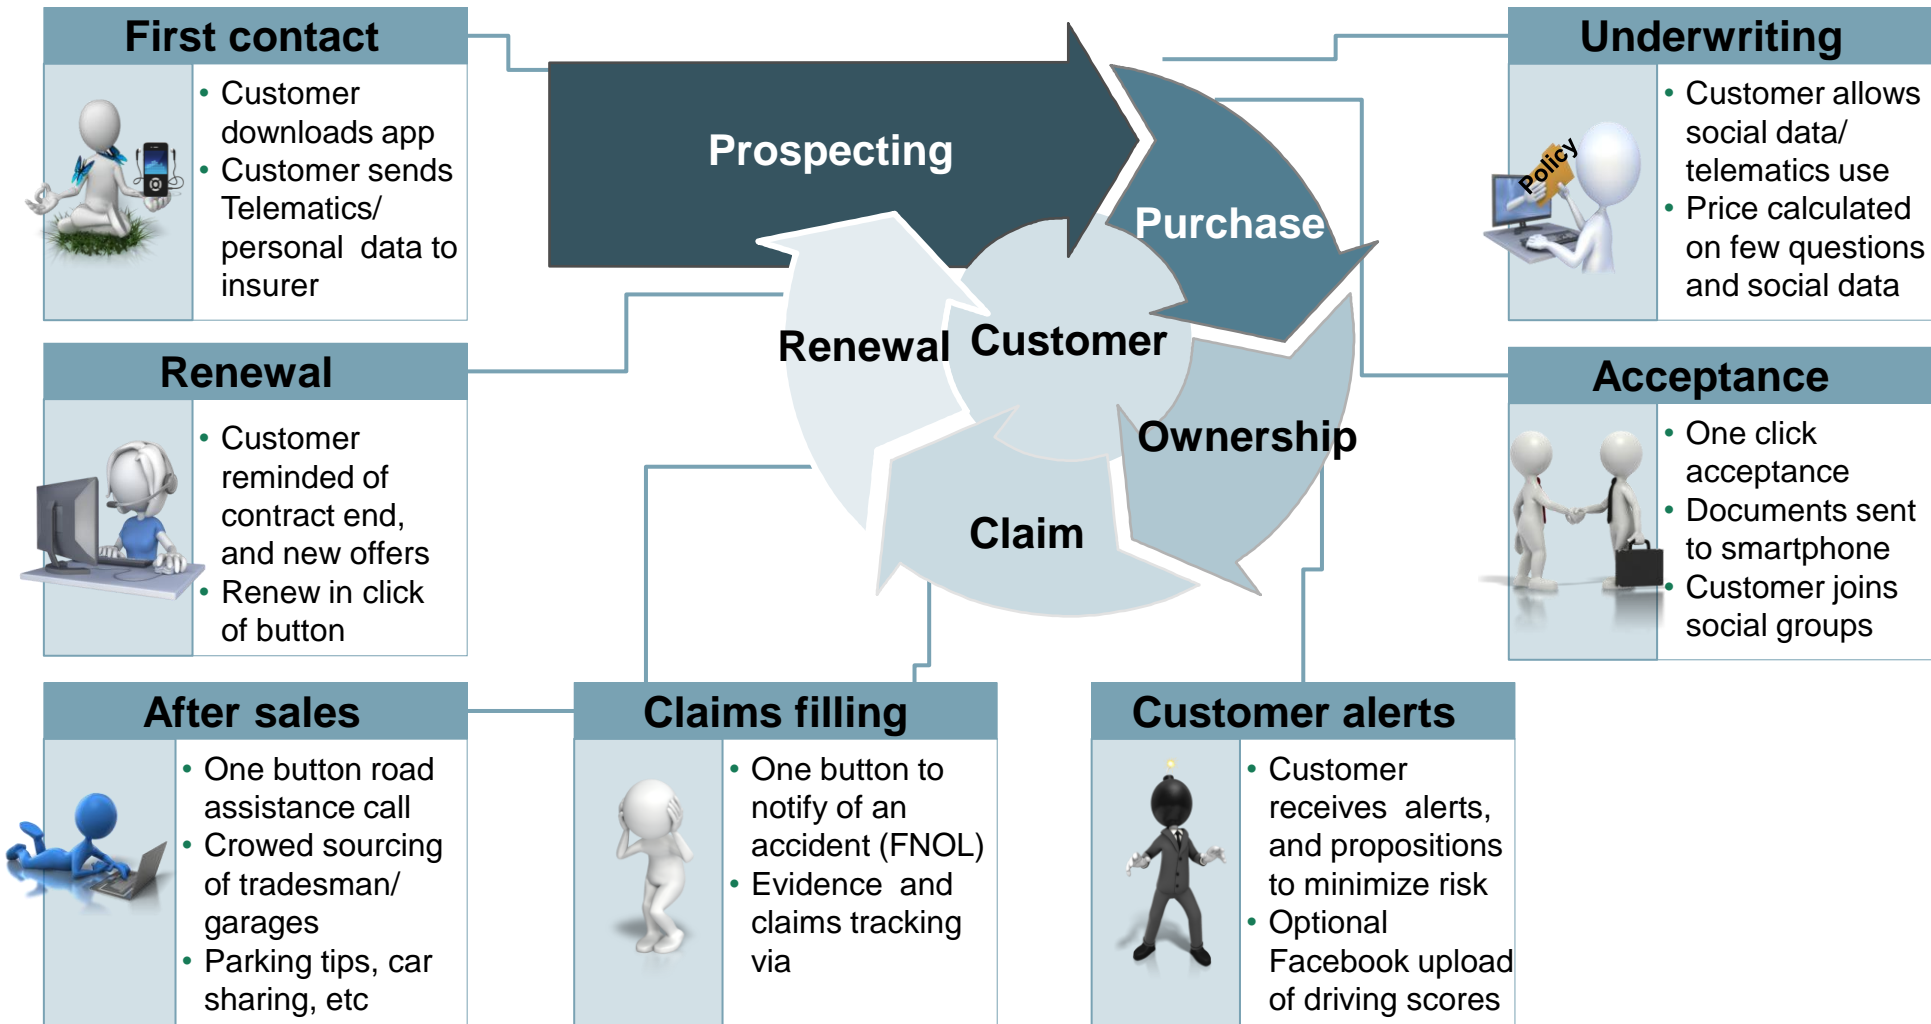 First contact
• Customer
downloads app
• Customer sends
Telematics/
personal data to
insurer
Prospecting
Purchase
Ownership
Claim
Renewal
Customer
Underwriting
Policy
• Customer allows
social data/
telematics use
• Price calculated
on few questions
and social data
Renewal
• Customer
reminded of
contract end,
and new offers
• Renew in click
of button
Acceptance
• One click
acceptance
• Documents sent
to smartphone
• Customer joins
social groups
After sales
• One button road
assistance call
• Crowed sourcing
of tradesman/
garages
• Parking tips, car
sharing, etc
Claims filling
• One button to
notify of an
accident (FNOL)
• Evidence and
claims tracking
via
Customer alerts
• Customer
receives alerts,
and propositions
to minimize risk
• Optional
Facebook upload
of driving scores